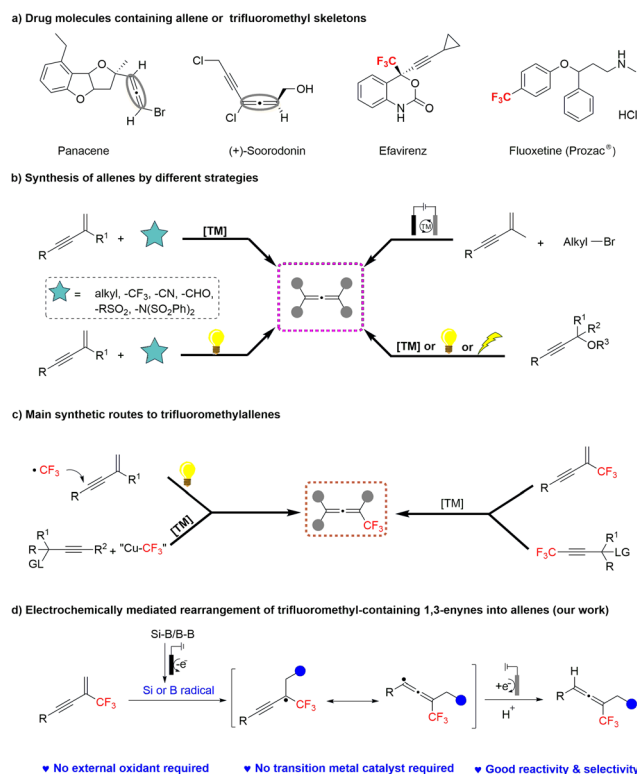 a) Drug molecules containing allene or trifluoromethyl skeletons
H
H
Br
O
O
Panacene
Cl
Cl
H
OH
(+)-Soorodonin
F₃C
O
N
H
O
Efavirenz
F₃C
O
N
H
HCl
Fluoxetine (Prozac®)
b) Synthesis of allenes by different strategies
R
R¹
+
[TM]
TM
+ Alkyl—Br
= alkyl, -CF₃, -CN, -CHO,
-RSO₂, -N(SO₂Ph)₂
R
R¹
+
[TM] or or
R
R¹
R²
OR³
c) Main synthetic routes to trifluoromethylallenes
• CF₃
R
R¹
[TM]
R¹
R
GL
R²
+ "Cu-CF₃"
CF₃
[TM]
R
CF₃
F₃C
R¹
LG
R
d) Electrochemically mediated rearrangement of trifluoromethyl-containing 1,3-enynes into allenes (our work)
Si-B/B-B
-e⁻
Si or B radical
R
CF₃
R
CF₃
R
CF₃
+e⁻
H⁺
R
H
CF₃
♥ No external oxidant required ♥ No transition metal catalyst required ♥ Good reactivity & selectivity